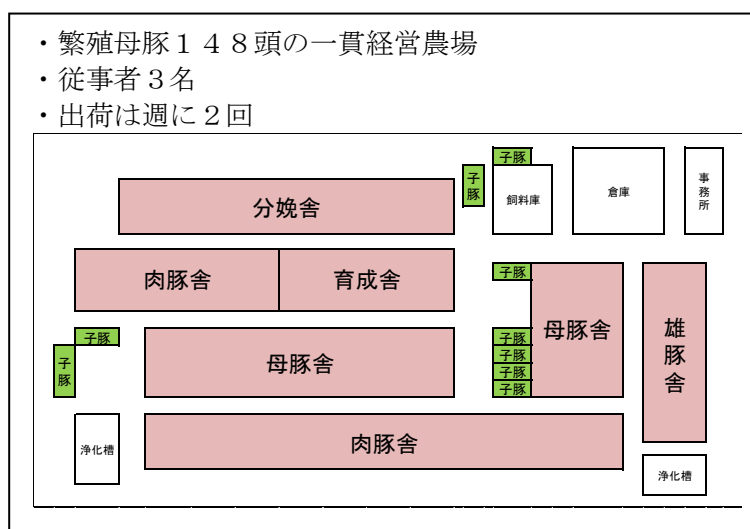 ・繁殖母豚１４８頭の一貫経営農場
・従事者３名
・出荷は週に２回
子豚
子豚
飼料庫
倉庫
事務所
分娩舎
肉豚舎
育成舎
子豚
母豚舎
雄豚舎
子豚
子豚
母豚舎
子豚
子豚
子豚
子豚
浄化槽
肉豚舎
浄化槽